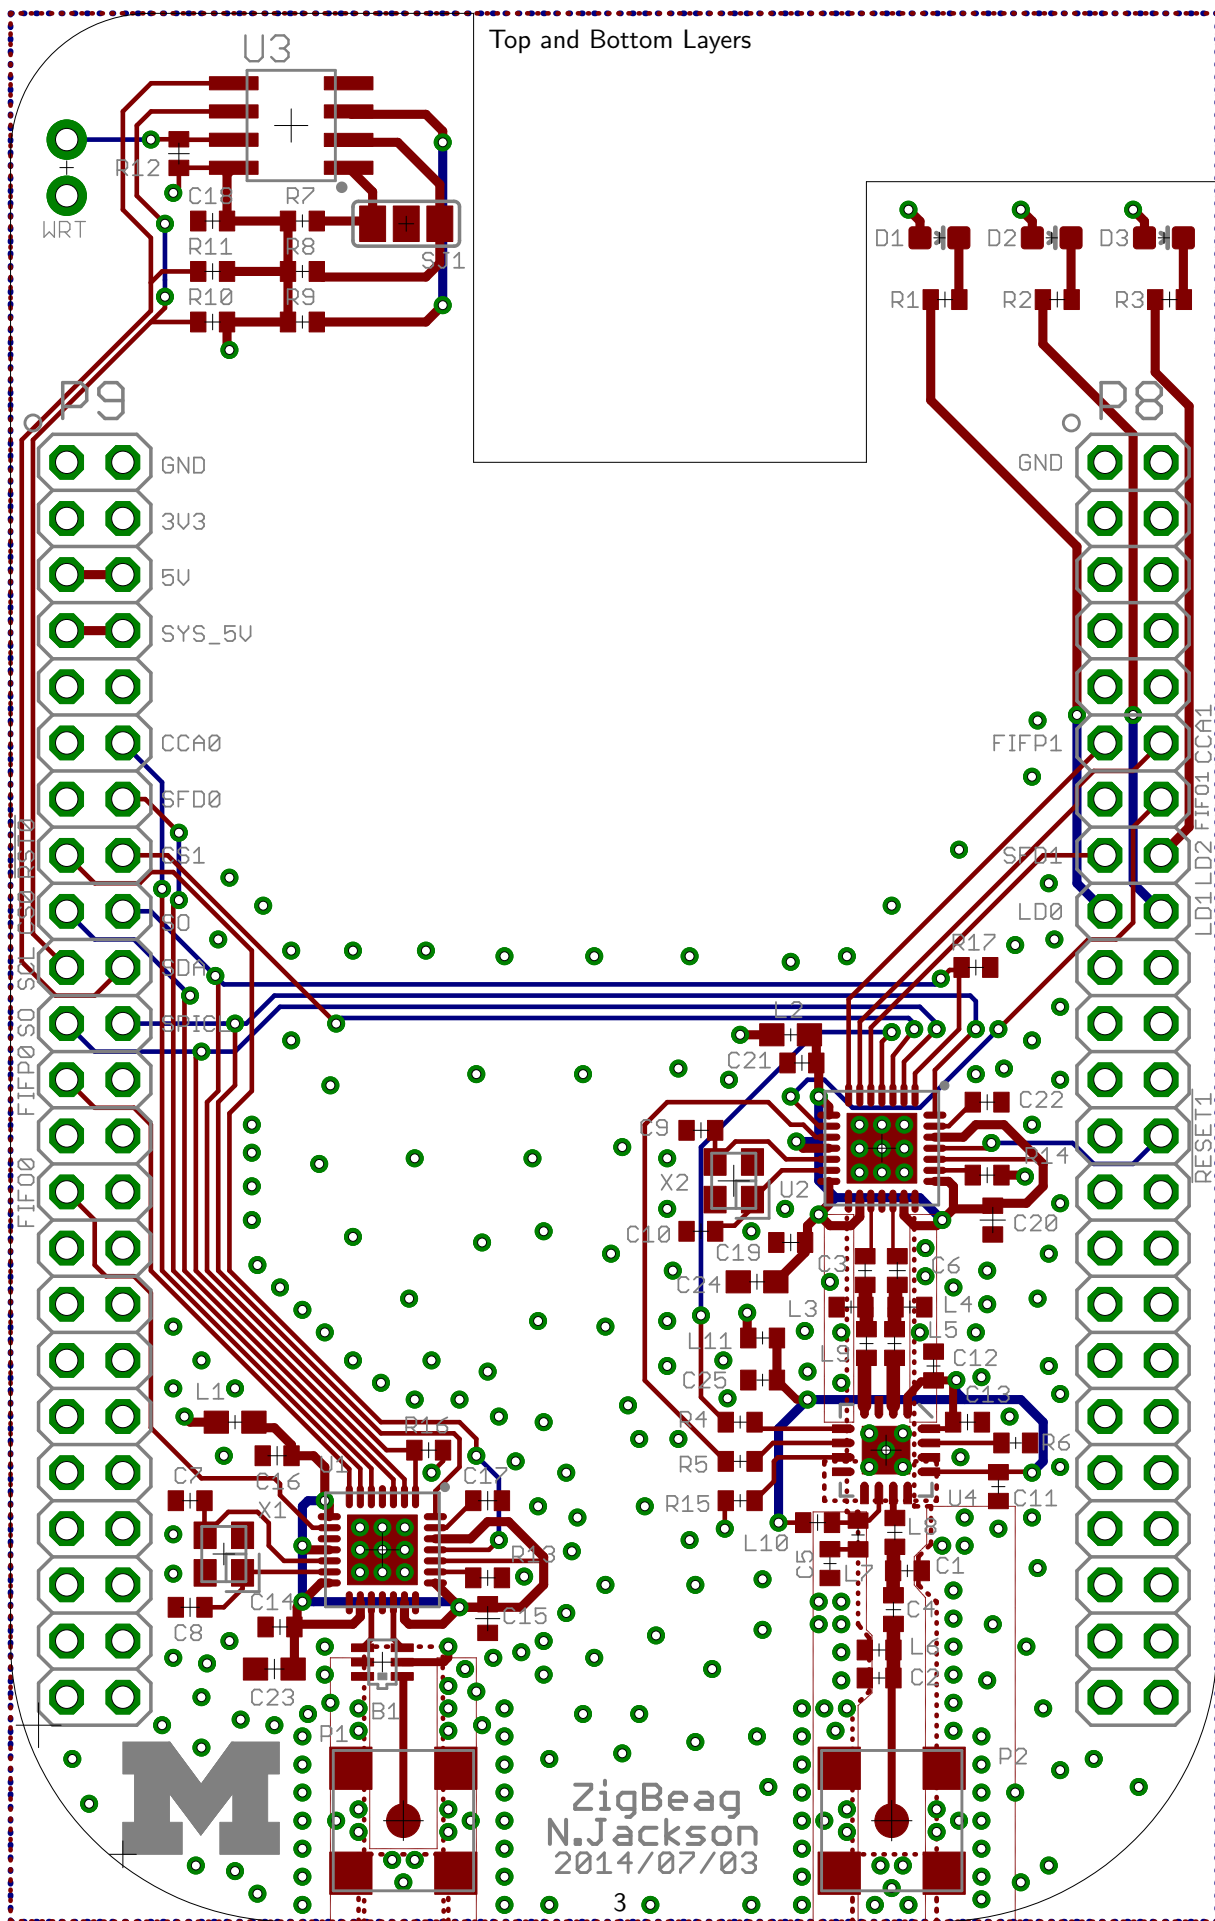 Top and Bottom Layers
U3
R12
WRT
C18
R7
R11
R8
SJ1
R10
R9
D1
D2
D3
R1
R2
R3
P9
P8
GND
GND
3V3
5V
SYS_5V
CCA0
FIFP1
CCA1
SFD0
FIFO1
RST0
CS1
SFD1
LD2
CS0
SO
LD0
LD1
SCL
SDA
R17
SO
L2
FIFP0
C21
C22
C9
RESET1
R14
X2
U2
FIFO0
C10
C19
C20
C3
C6
C24
L3
L4
L11
L5
L9
C12
C25
L1
C13
R4
R16
R6
C16
U1
R5
C7
C17
R15
U4
C11
X1
L10
L8
R13
C5
L7
C1
C14
C15
C4
C8
L6
C23
C2
B1
P1
P2
M
ZigBeag
N.Jackson
2014/07/03
3